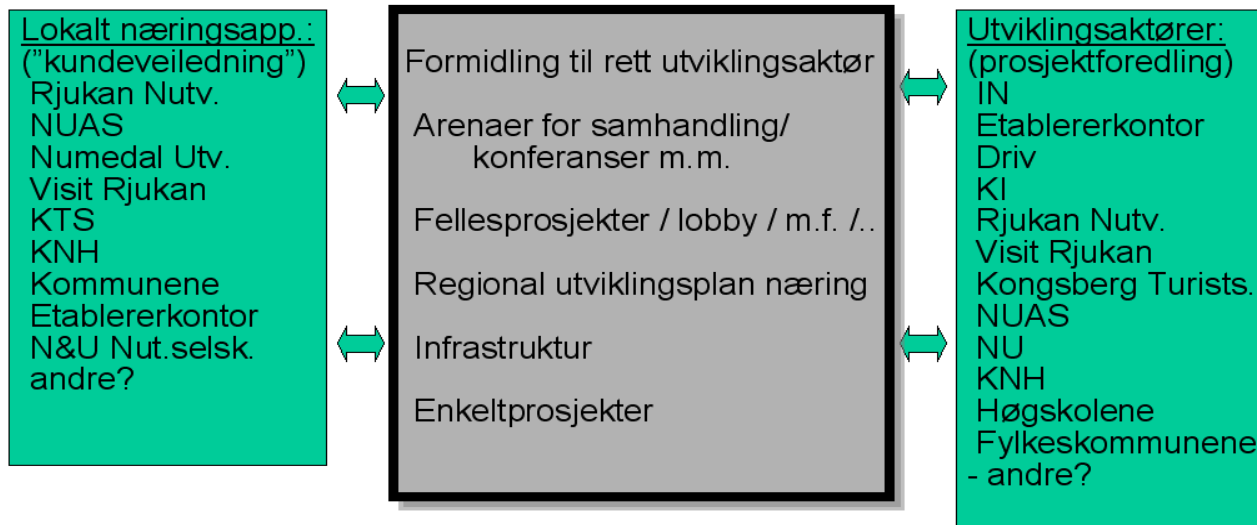 Lokalt næringsapp.:
("kundeveiledning")
Rjukan Nutv.
NUAS
Numedal Utv.
Visit Rjukan
KTS
KNH
Kommunene
Etablererkontor
N&U Nut.selsk.
andre?
Formidling til rett utviklingsaktør
Arenaer for samhandling/
konferanser m.m.
Fellesprosjekter / lobby / m.f. /..
Regional utviklingsplan næring
Infrastruktur
Enkeltprosjekter
Utviklingsaktører:
(prosjektforedling)
IN
Etablererkontor
Driv
KI
Rjukan Nutv.
Visit Rjukan
Kongsberg Turists.
NUAS
NU
KNH
Høgskolene
Fylkeskommunene
- andre?